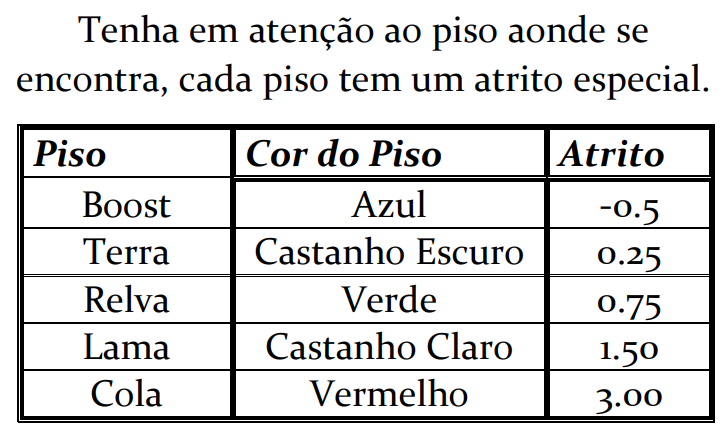 Tenha em atenção ao piso aonde se
encontra, cada piso tem um atrito especial.
Piso Cor do Piso Atrito
Boost Azul -0.5
Terra Castanho Escuro 0.25
Relva Verde 0.75
Lama Castanho Claro 1.50
Cola Vermelho 3.00